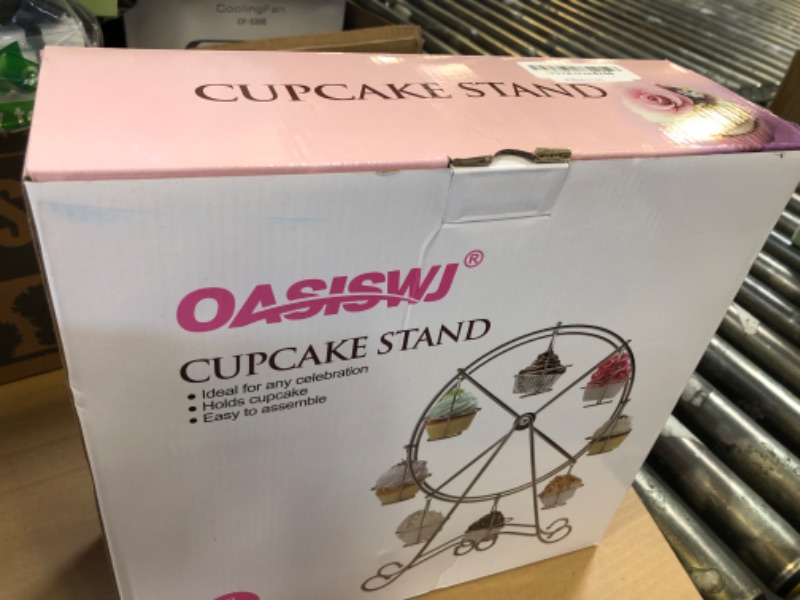 CoolingFan
CUPCAKE STAND
OASISWJ®
CUPCAKE STAND
• Ideal for any celebration
• Holds cupcake
• Easy to assemble